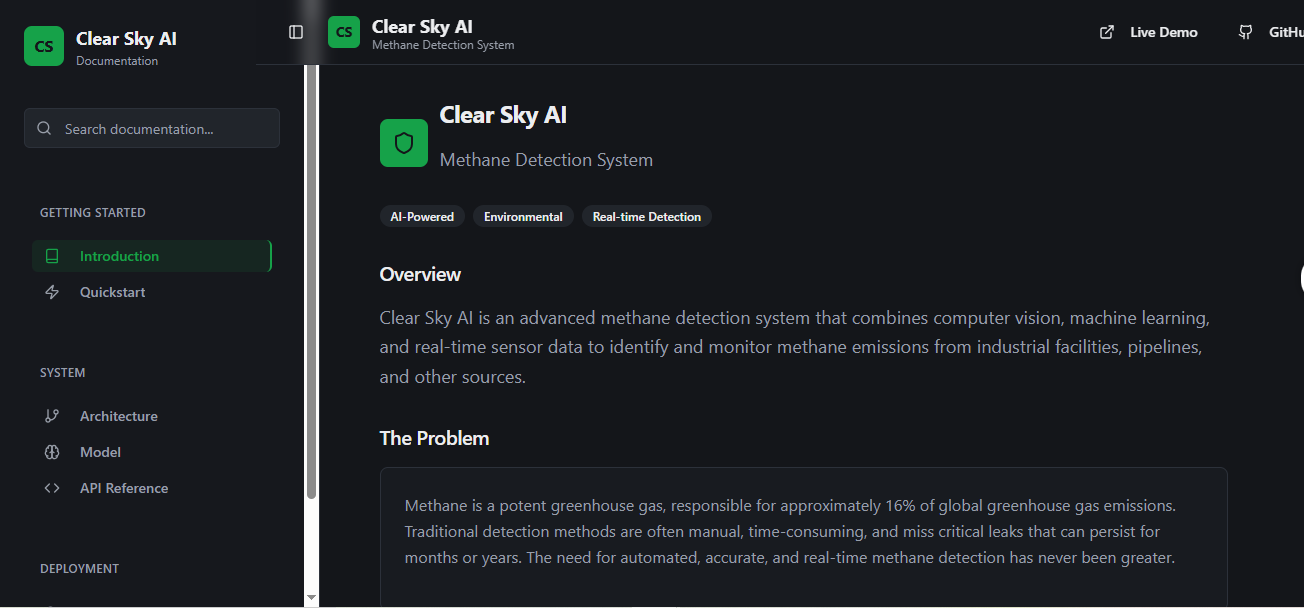 CS
Clear Sky AI
Documentation
Search documentation...
GETTING STARTED
Introduction
Quickstart
SYSTEM
Architecture
Model
API Reference
DEPLOYMENT
CS
Clear Sky AI
Methane Detection System
Live Demo
GitHu
Clear Sky AI
Methane Detection System
AI-Powered
Environmental
Real-time Detection
Overview
Clear Sky AI is an advanced methane detection system that combines computer vision, machine learning,
and real-time sensor data to identify and monitor methane emissions from industrial facilities, pipelines,
and other sources.
The Problem
Methane is a potent greenhouse gas, responsible for approximately 16% of global greenhouse gas emissions.
Traditional detection methods are often manual, time-consuming, and miss critical leaks that can persist for
months or years. The need for automated, accurate, and real-time methane detection has never been greater.